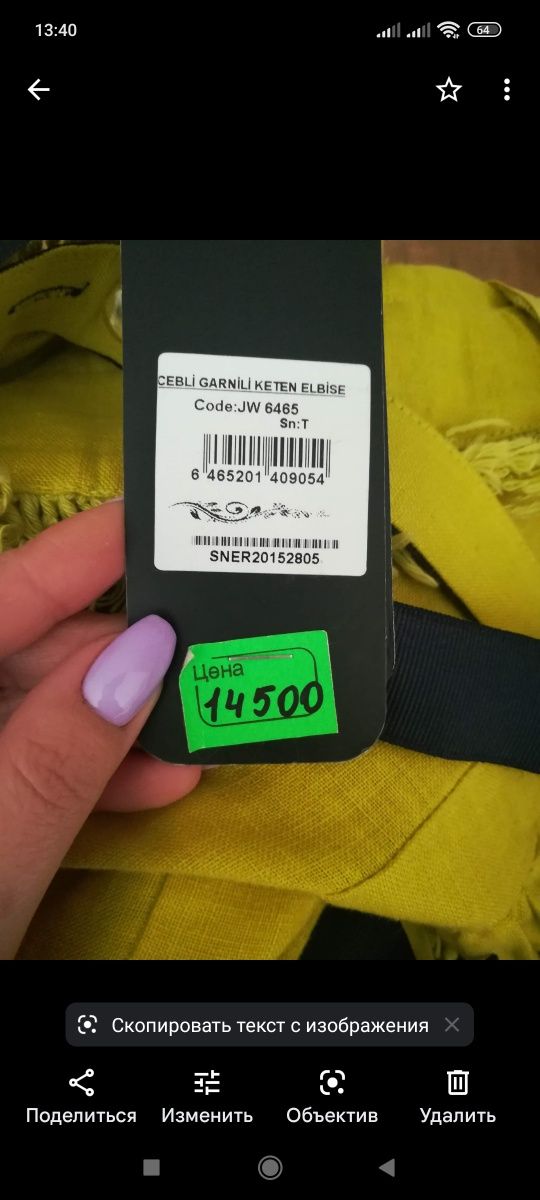 13:40
64
CEBLİ GARNİLİ KETEN ELBİSE
Code:JW 6465
Sn:T
6 465201 409054
SNER20152805
Цена
14500
Скопировать текст с изображения
Поделиться
Изменить
Объектив
Удалить